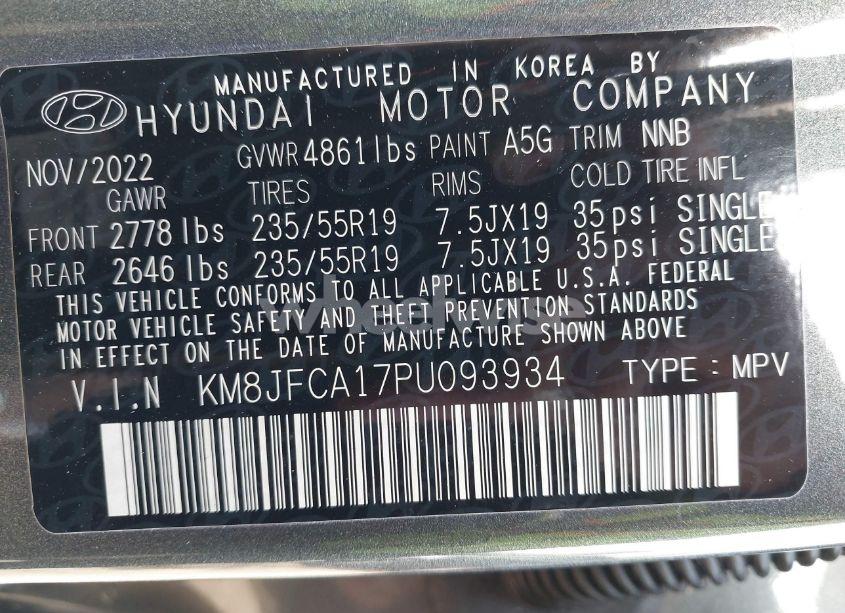 MANUFACTURED IN KOREA BY
HYUNDAI MOTOR COMPANY
NOV/2022 GVWR 4861lbs PAINT A5G TRIM NNB
GAWR TIRES RIMS COLD TIRE INFL
FRONT 2778 lbs 235/55R19 7.5JX19 35psi SINGLE
REAR 2646 lbs 235/55R19 7.5JX19 35psi SINGLE
THIS VEHICLE CONFORMS TO ALL APPLICABLE U.S.A. FEDERAL
MOTOR VEHICLE SAFETY AND THEFT PREVENTION STANDARDS
IN EFFECT ON THE DATE OF MANUFACTURE SHOWN ABOVE
V.I.N KM8JFCA17PU093934 TYPE: MPV